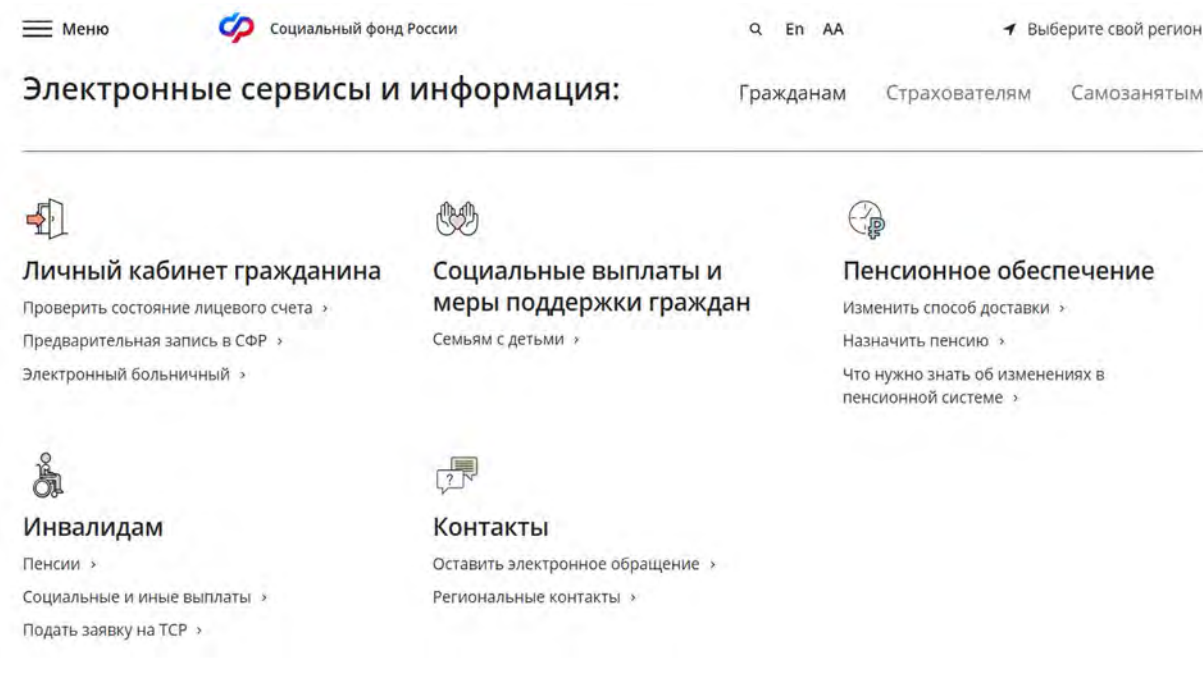 Меню
Социальный фонд России
En AA
Выберите свой регион
Электронные сервисы и информация:
Гражданам Страхователям Самозанятым
Личный кабинет гражданина
Проверить состояние лицевого счета ›
Предварительная запись в СФР ›
Электронный больничный ›
Социальные выплаты и
меры поддержки граждан
Семьям с детьми ›
Пенсионное обеспечение
Изменить способ доставки ›
Назначить пенсию ›
Что нужно знать об изменениях в
пенсионной системе ›
Инвалидам
Пенсии ›
Социальные и иные выплаты ›
Подать заявку на ТСР ›
Контакты
Оставить электронное обращение ›
Региональные контакты ›